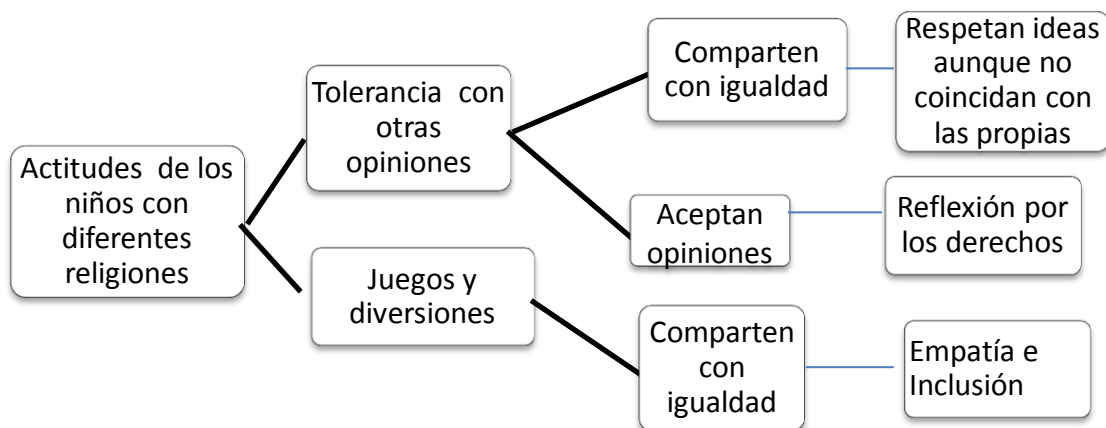 Actitudes de los
niños con
diferentes
religiones
Tolerancia con
otras
opiniones
Juegos y
diversiones
Comparten
con igualdad
Aceptan
opiniones
Comparten
con
igualdad
Respetan ideas
aunque no
coincidan con
las propias
Reflexión por
los derechos
Empatía e
Inclusión